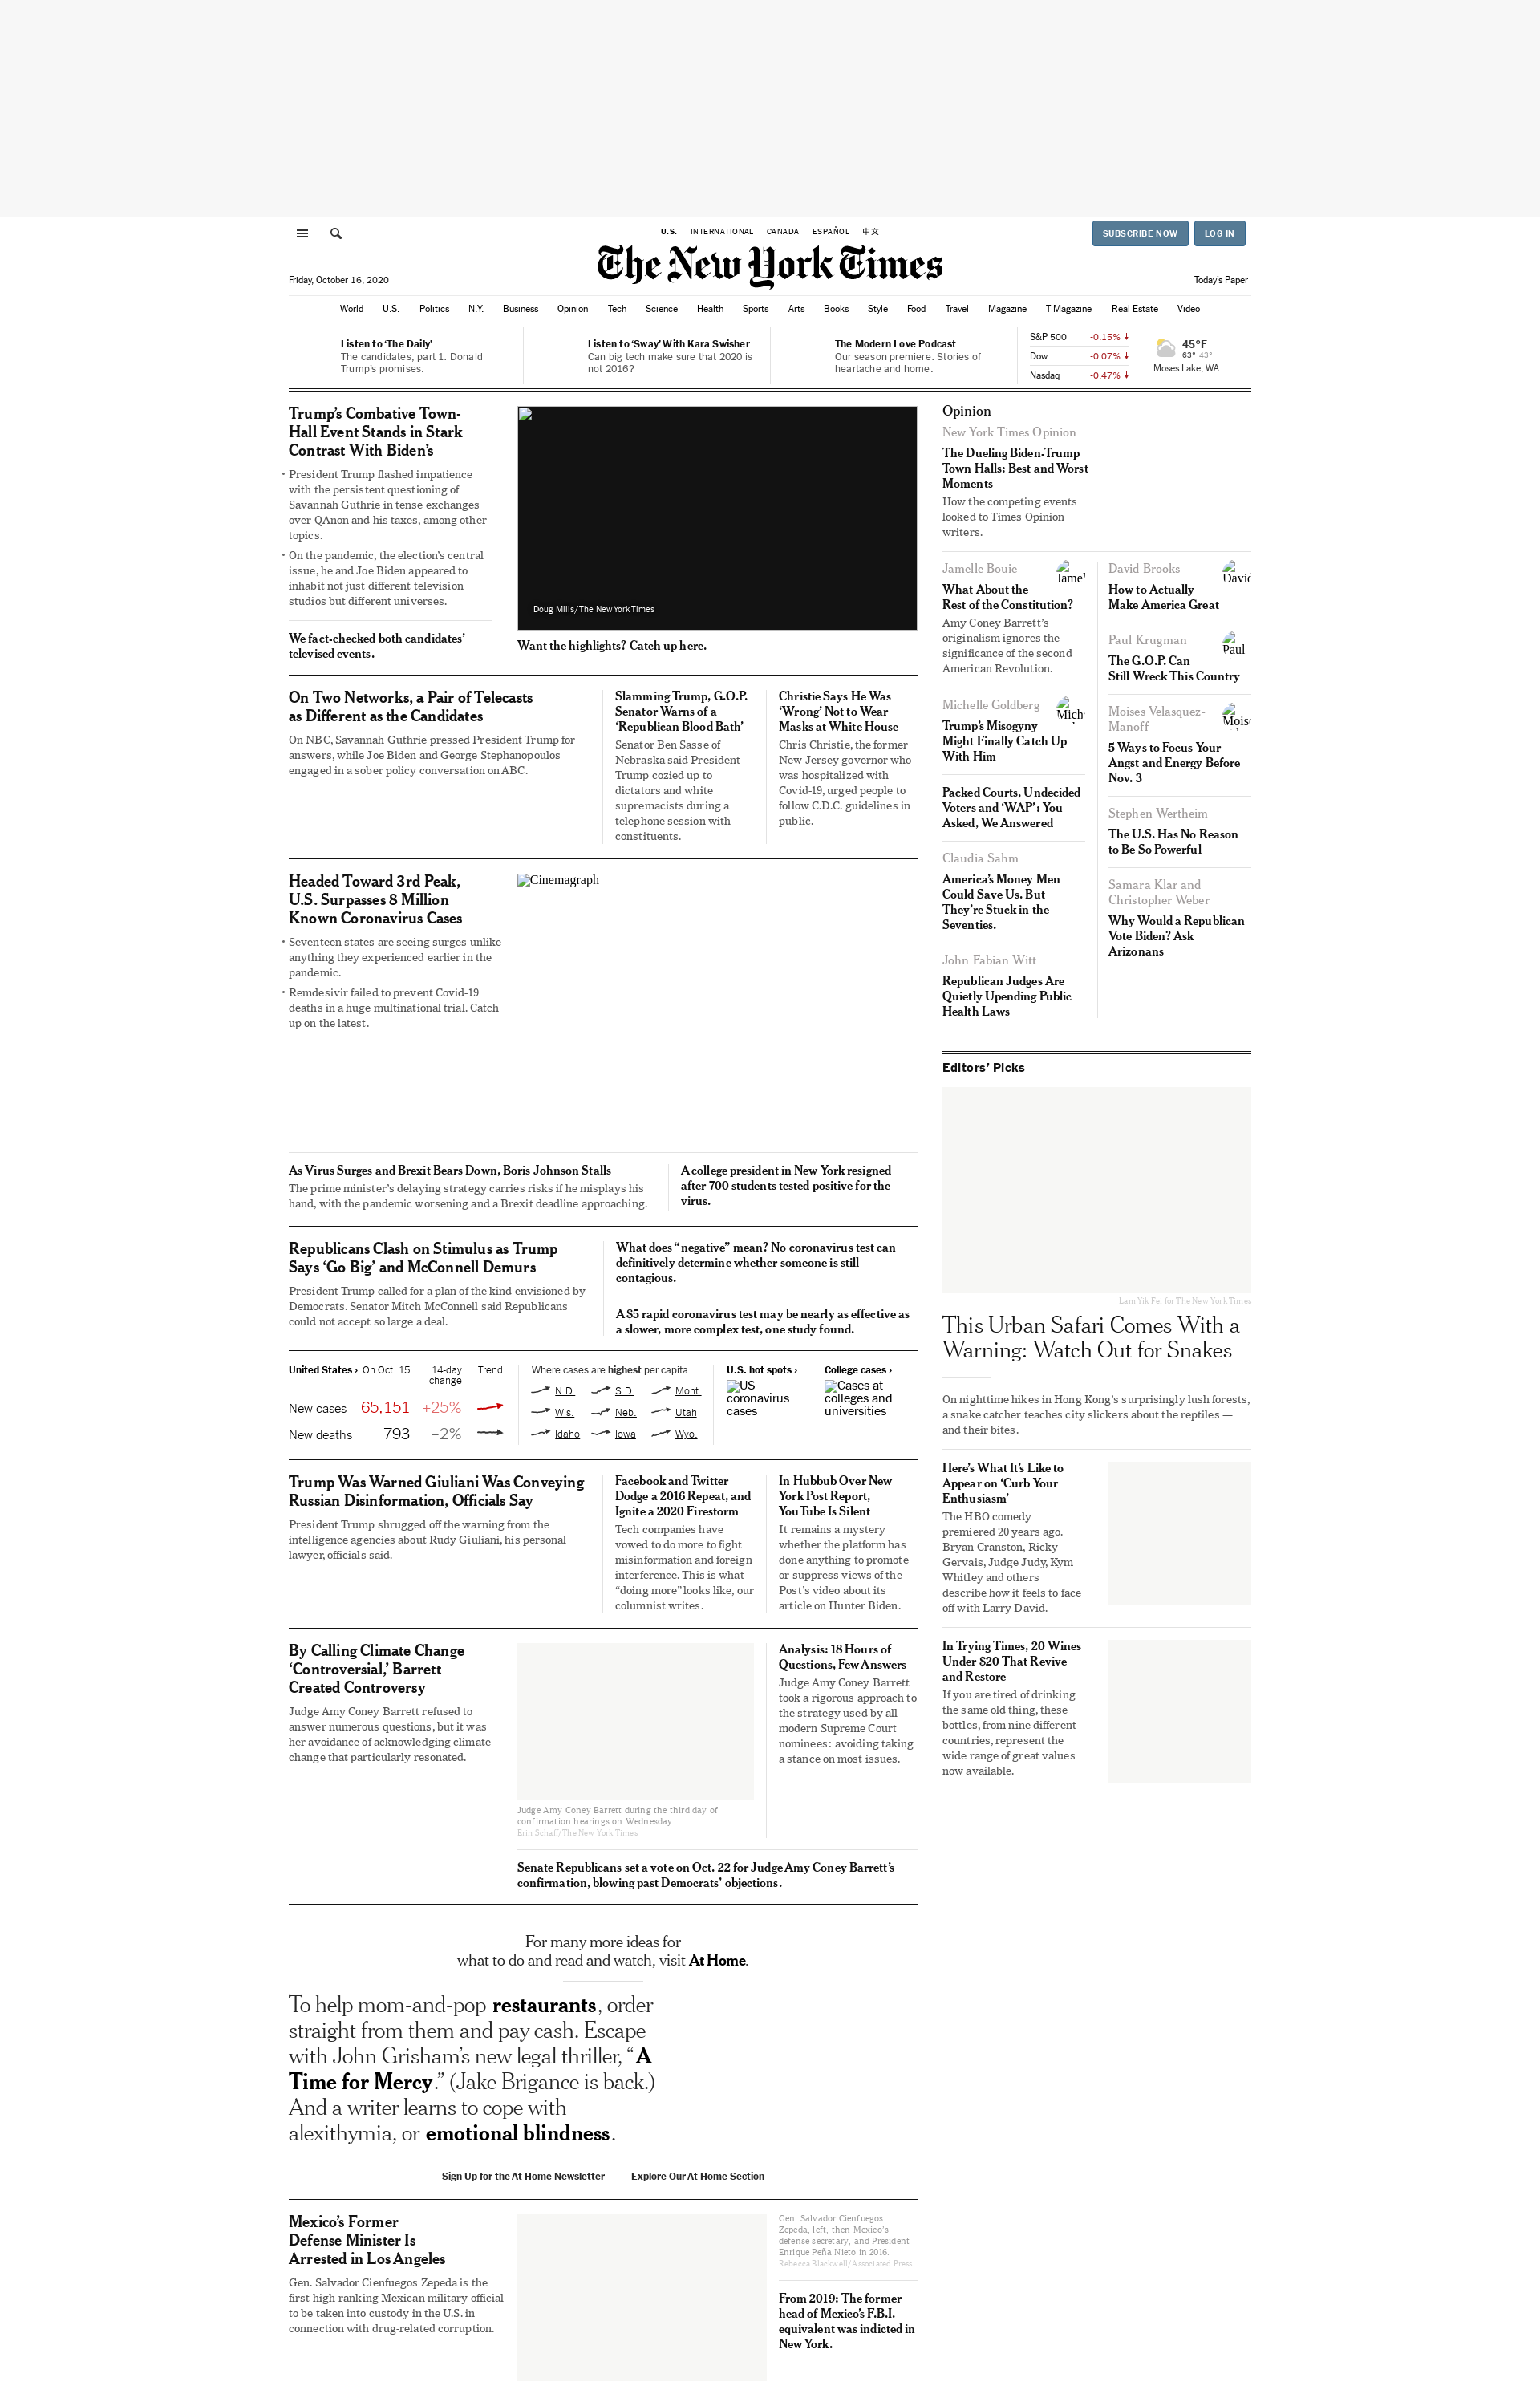 U.S. INTERNATIONAL CANADA ESPAÑOL 中文
SUBSCRIBE NOW LOG IN
The New York Times
Friday, October 16, 2020
Today's Paper
World U.S. Politics N.Y. Business Opinion Tech Science Health Sports Arts Books Style Food Travel Magazine T Magazine Real Estate Video
Listen to ‘The Daily’
The candidates, part 1: Donald
Trump's promises.
Listen to ‘Sway’ With Kara Swisher
Can big tech make sure that 2020 is
not 2016?
The Modern Love Podcast
Our season premiere: Stories of
heartache and home.
S&P 500 -0.15% ↓
Dow -0.07% ↓
Nasdaq -0.47% ↓
45°F
63° 43°
Moses Lake, WA
Trump’s Combative Town-
Hall Event Stands in Stark
Contrast With Biden’s
• President Trump flashed impatience
with the persistent questioning of
Savannah Guthrie in tense exchanges
over QAnon and his taxes, among other
topics.
• On the pandemic, the election’s central
issue, he and Joe Biden appeared to
inhabit not just different television
studios but different universes.
We fact-checked both candidates’
televised events.
Doug Mills/The New York Times
Want the highlights? Catch up here.
On Two Networks, a Pair of Telecasts
as Different as the Candidates
On NBC, Savannah Guthrie pressed President Trump for
answers, while Joe Biden and George Stephanopoulos
engaged in a sober policy conversation on ABC.
Slamming Trump, G.O.P.
Senator Warns of a
‘Republican Blood Bath’
Senator Ben Sasse of
Nebraska said President
Trump cozied up to
dictators and white
supremacists during a
telephone session with
constituents.
Christie Says He Was
‘Wrong’ Not to Wear
Masks at White House
Chris Christie, the former
New Jersey governor who
was hospitalized with
Covid-19, urged people to
follow C.D.C. guidelines in
public.
Headed Toward 3rd Peak,
U.S. Surpasses 8 Million
Known Coronavirus Cases
• Seventeen states are seeing surges unlike
anything they experienced earlier in the
pandemic.
• Remdesivir failed to prevent Covid-19
deaths in a huge multinational trial. Catch
up on the latest.
Cinemagraph
As Virus Surges and Brexit Bears Down, Boris Johnson Stalls
The prime minister’s delaying strategy carries risks if he misplays his
hand, with the pandemic worsening and a Brexit deadline approaching.
A college president in New York resigned
after 700 students tested positive for the
virus.
Republicans Clash on Stimulus as Trump
Says ‘Go Big’ and McConnell Demurs
President Trump called for a plan of the kind envisioned by
Democrats. Senator Mitch McConnell said Republicans
could not accept so large a deal.
What does “negative” mean? No coronavirus test can
definitively determine whether someone is still
contagious.
A $5 rapid coronavirus test may be nearly as effective as
a slower, more complex test, one study found.
United States › On Oct. 15 14-day
change Trend
New cases 65,151 +25%
New deaths 793 –2%
Where cases are highest per capita
N.D. S.D. Mont.
Wis. Neb. Utah
Idaho Iowa Wyo.
U.S. hot spots ›
US
coronavirus
cases
College cases ›
Cases at
colleges and
universities
Trump Was Warned Giuliani Was Conveying
Russian Disinformation, Officials Say
President Trump shrugged off the warning from the
intelligence agencies about Rudy Giuliani, his personal
lawyer, officials said.
Facebook and Twitter
Dodge a 2016 Repeat, and
Ignite a 2020 Firestorm
Tech companies have
vowed to do more to fight
misinformation and foreign
interference. This is what
“doing more” looks like, our
columnist writes.
In Hubbub Over New
York Post Report,
YouTube Is Silent
It remains a mystery
whether the platform has
done anything to promote
or suppress views of the
Post’s video about its
article on Hunter Biden.
By Calling Climate Change
‘Controversial,’ Barrett
Created Controversy
Judge Amy Coney Barrett refused to
answer numerous questions, but it was
her avoidance of acknowledging climate
change that particularly resonated.
Judge Amy Coney Barrett during the third day of
confirmation hearings on Wednesday.
Erin Schaff/The New York Times
Analysis: 18 Hours of
Questions, Few Answers
Judge Amy Coney Barrett
took a rigorous approach to
the strategy used by all
modern Supreme Court
nominees: avoiding taking
a stance on most issues.
Senate Republicans set a vote on Oct. 22 for Judge Amy Coney Barrett’s
confirmation, blowing past Democrats’ objections.
For many more ideas for
what to do and read and watch, visit At Home.
To help mom-and-pop restaurants, order
straight from them and pay cash. Escape
with John Grisham’s new legal thriller, “A
Time for Mercy.” (Jake Brigance is back.)
And a writer learns to cope with
alexithymia, or emotional blindness.
Sign Up for the At Home Newsletter Explore Our At Home Section
Mexico’s Former
Defense Minister Is
Arrested in Los Angeles
Gen. Salvador Cienfuegos Zepeda is the
first high-ranking Mexican military official
to be taken into custody in the U.S. in
connection with drug-related corruption.
Gen. Salvador Cienfuegos
Zepeda, left, then Mexico’s
defense secretary, and President
Enrique Peña Nieto in 2016.
Rebecca Blackwell/Associated Press
From 2019: The former
head of Mexico’s F.B.I.
equivalent was indicted in
New York.
Opinion
New York Times Opinion
The Dueling Biden-Trump
Town Halls: Best and Worst
Moments
How the competing events
looked to Times Opinion
writers.
Jamelle Bouie
Jamel
What About the
Rest of the Constitution?
Amy Coney Barrett’s
originalism ignores the
significance of the second
American Revolution.
Michelle Goldberg
Trump’s Misogyny
Might Finally Catch Up
With Him
Packed Courts, Undecided
Voters and ‘WAP’: You
Asked, We Answered
Claudia Sahm
America’s Money Men
Could Save Us. But
They’re Stuck in the
Seventies.
John Fabian Witt
Republican Judges Are
Quietly Upending Public
Health Laws
David Brooks
David
How to Actually
Make America Great
Paul Krugman
Paul
The G.O.P. Can
Still Wreck This Country
Moises Velasquez-
Manoff
5 Ways to Focus Your
Angst and Energy Before
Nov. 3
Stephen Wertheim
The U.S. Has No Reason
to Be So Powerful
Samara Klar and
Christopher Weber
Why Would a Republican
Vote Biden? Ask
Arizonans
Editors’ Picks
Lam Yik Fei for The New York Times
This Urban Safari Comes With a
Warning: Watch Out for Snakes
On nighttime hikes in Hong Kong’s surprisingly lush forests,
a snake catcher teaches city slickers about the reptiles —
and their bites.
Here’s What It’s Like to
Appear on ‘Curb Your
Enthusiasm’
The HBO comedy
premiered 20 years ago.
Bryan Cranston, Ricky
Gervais, Judge Judy, Kym
Whitley and others
describe how it feels to face
off with Larry David.
In Trying Times, 20 Wines
Under $20 That Revive
and Restore
If you are tired of drinking
the same old thing, these
bottles, from nine different
countries, represent the
wide range of great values
now available.